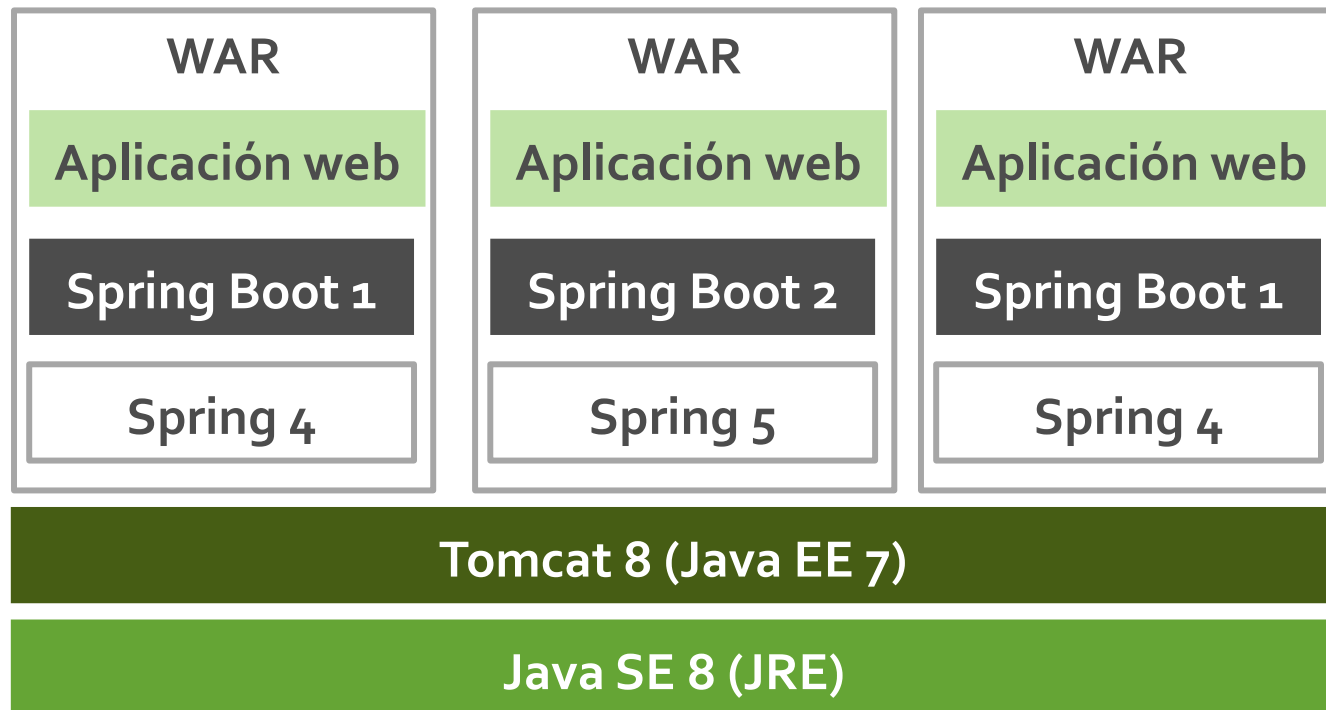 WAR
Aplicación web
Spring Boot 1
Spring 4
WAR
Aplicación web
Spring Boot 2
Spring 5
WAR
Aplicación web
Spring Boot 1
Spring 4
Tomcat 8 (Java EE 7)
Java SE 8 (JRE)